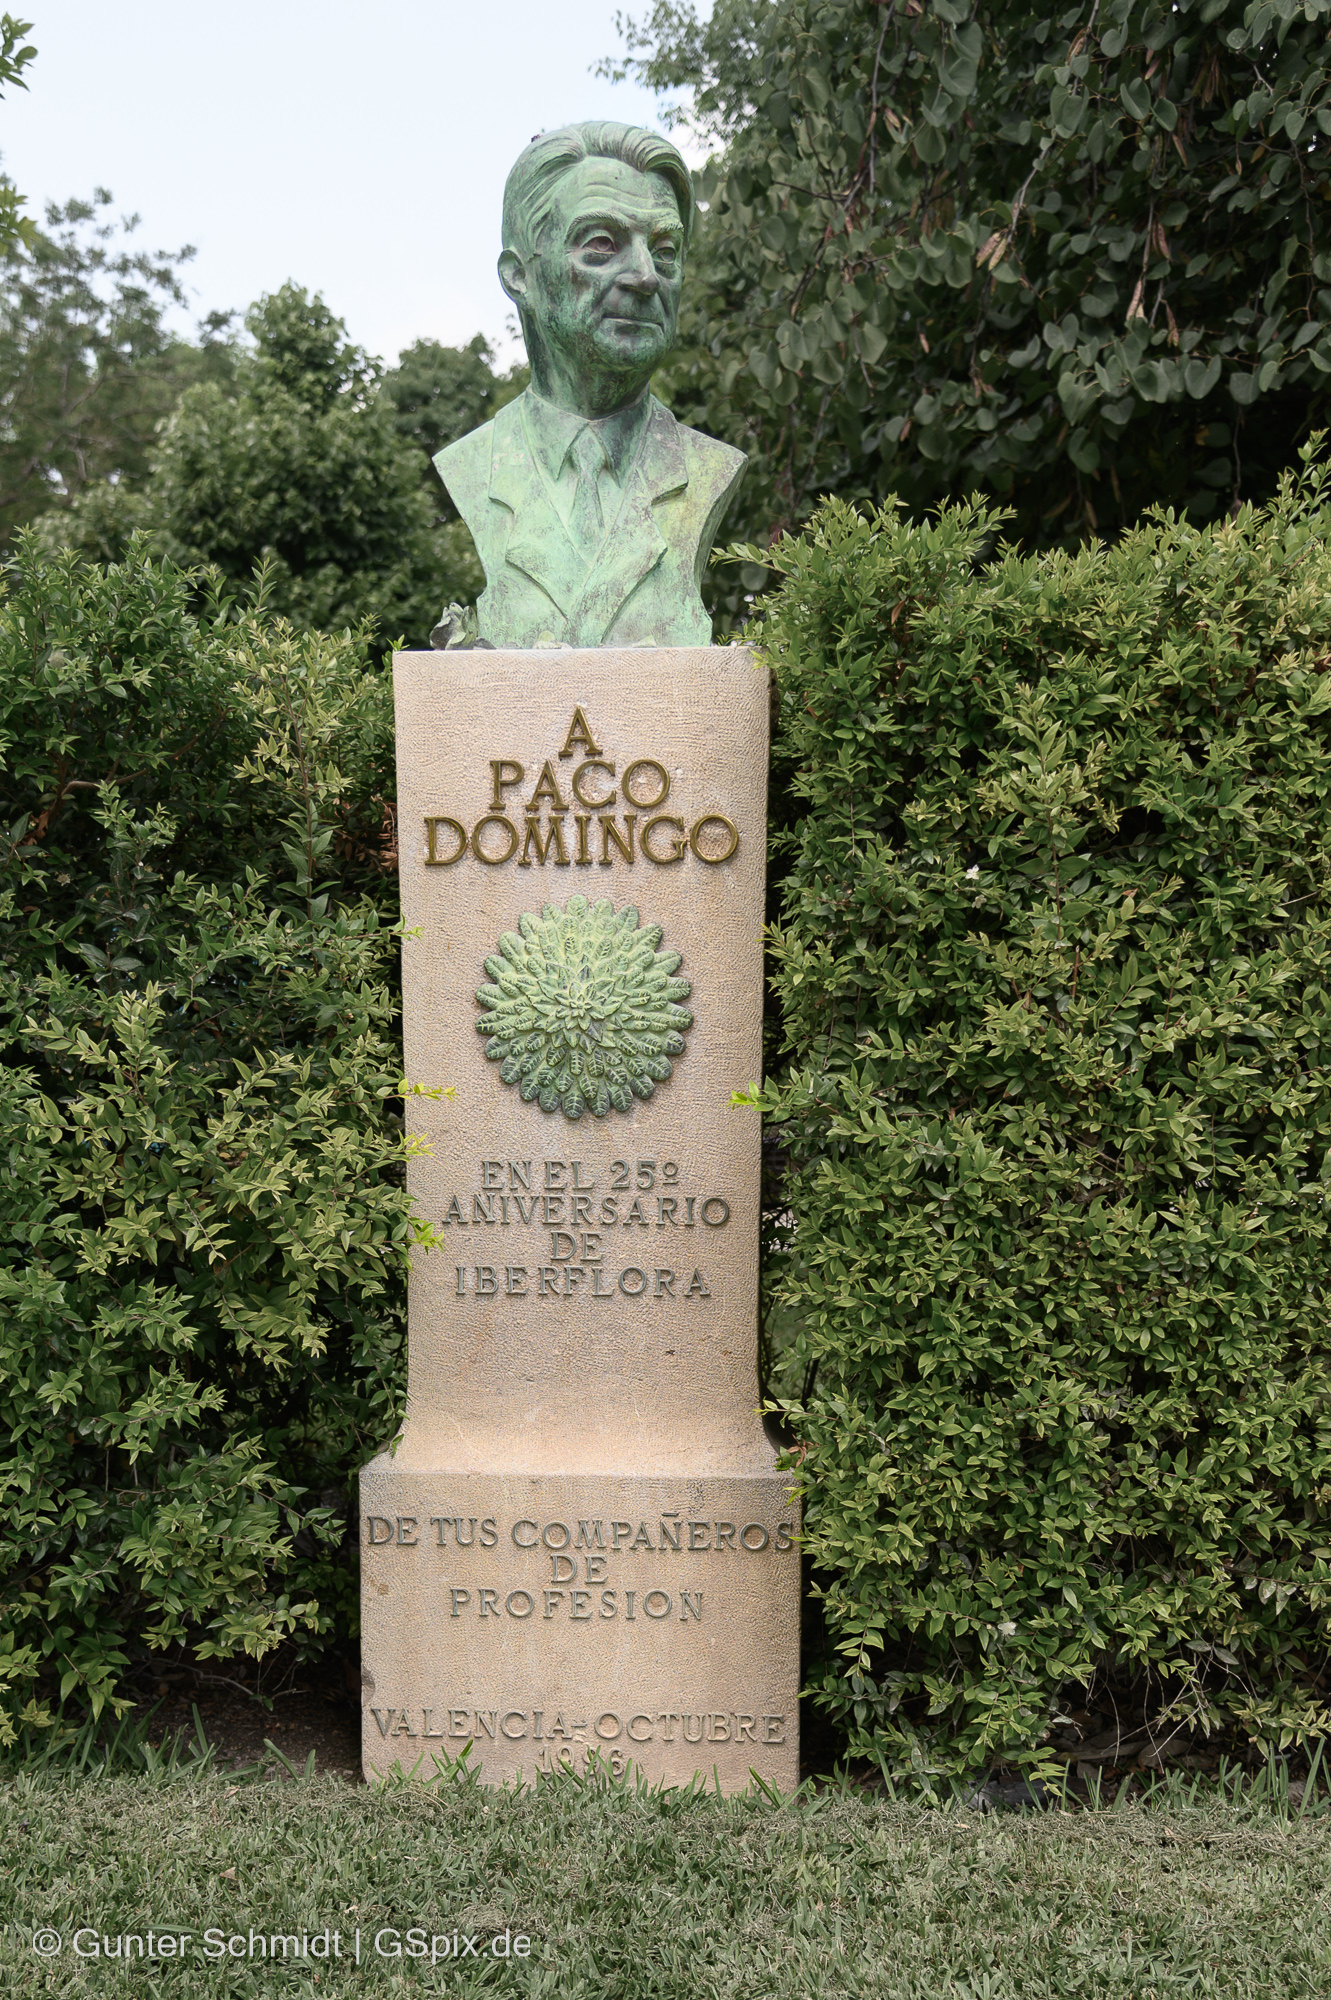 A
PACO
DOMINGO
EN EL 25º
ANIVERSARIO
DE
IBERFLORA
DE TUS COMPAÑEROS
DE
PROFESION
VALENCIA-OCTUBRE
1996
© Gunter Schmidt | GSpix.de